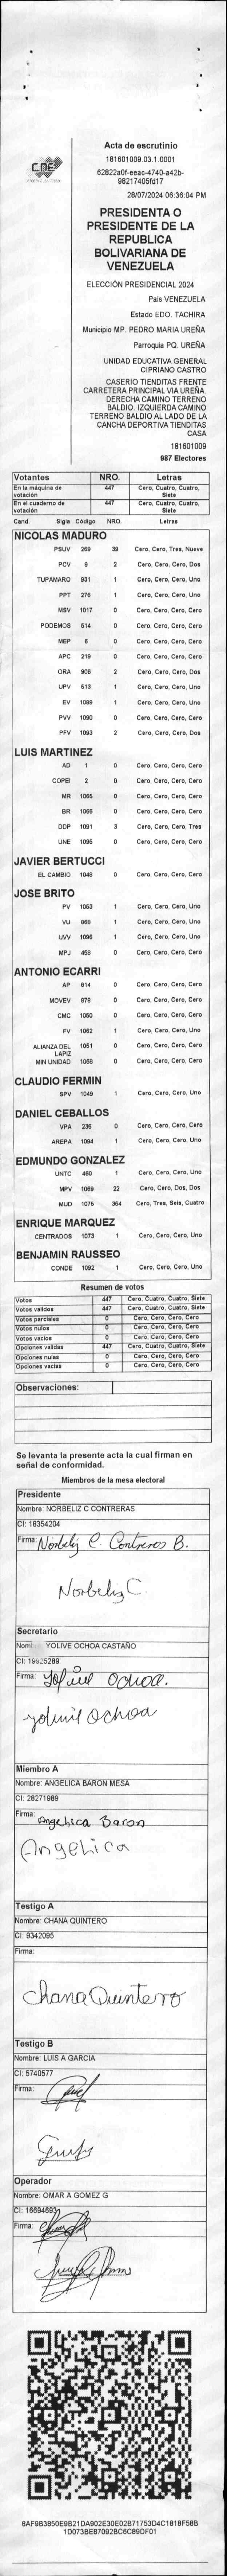 CNE
Acta de escrutinio
181601009.03.1.0001
62822a0f-eeac-4740-a42b-
98217405fd17
28/07/2024 06:36:04 PM
PRESIDENTA O
PRESIDENTE DE LA
REPUBLICA
BOLIVARIANA DE
VENEZUELA
ELECCIÓN PRESIDENCIAL 2024
País VENEZUELA
Estado EDO. TACHIRA
Municipio MP. PEDRO MARIA UREÑA
Parroquia PQ. UREÑA
UNIDAD EDUCATIVA GENERAL
CIPRIANO CASTRO
CASERIO TIENDITAS FRENTE
CARRETERA PRINCIPAL VIA UREÑA.
DERECHA CAMINO TERRENO
BALDIO. IZQUIERDA CAMINO
TERRENO BALDIO AL LADO DE LA
CANCHA DEPORTIVA TIENDITAS
CASA
181601009
987 Electores
Votantes NRO. Letras
En la máquina de votación 447 Cero, Cuatro, Cuatro, Siete
En el cuaderno de votación 447 Cero, Cuatro, Cuatro, Siete
Cand. Sigla Código NRO. Letras
NICOLAS MADURO
PSUV 269 39 Cero, Cero, Tres, Nueve
PCV 9 2 Cero, Cero, Cero, Dos
TUPAMARO 831 1 Cero, Cero, Cero, Uno
PPT 276 1 Cero, Cero, Cero, Uno
MSV 1017 0 Cero, Cero, Cero, Cero
PODEMOS 514 0 Cero, Cero, Cero, Cero
MEP 6 0 Cero, Cero, Cero, Cero
APC 219 0 Cero, Cero, Cero, Cero
ORA 906 2 Cero, Cero, Cero, Dos
UPV 613 1 Cero, Cero, Cero, Uno
EV 1089 1 Cero, Cero, Cero, Uno
PVV 1090 0 Cero, Cero, Cero, Cero
PFV 1093 2 Cero, Cero, Cero, Dos
LUIS MARTINEZ
AD 1 0 Cero, Cero, Cero, Cero
COPEI 2 0 Cero, Cero, Cero, Cero
MR 1065 0 Cero, Cero, Cero, Cero
BR 1066 0 Cero, Cero, Cero, Cero
DDP 1091 3 Cero, Cero, Cero, Tres
UNE 1095 0 Cero, Cero, Cero, Cero
JAVIER BERTUCCI
EL CAMBIO 1048 0 Cero, Cero, Cero, Cero
JOSE BRITO
PV 1053 1 Cero, Cero, Cero, Uno
VU 989 1 Cero, Cero, Cero, Uno
UVV 1096 1 Cero, Cero, Cero, Uno
MPJ 456 0 Cero, Cero, Cero, Cero
ANTONIO ECARRI
AP 814 0 Cero, Cero, Cero, Cero
MOVEV 878 0 Cero, Cero, Cero, Cero
CMC 1050 0 Cero, Cero, Cero, Cero
FV 1062 1 Cero, Cero, Cero, Uno
ALIANZA DEL LAPIZ 1051 0 Cero, Cero, Cero, Cero
MIN UNIDAD 1068 0 Cero, Cero, Cero, Cero
CLAUDIO FERMIN
SPV 1049 1 Cero, Cero, Cero, Uno
DANIEL CEBALLOS
VPA 236 0 Cero, Cero, Cero, Cero
AREPA 1094 1 Cero, Cero, Cero, Uno
EDMUNDO GONZALEZ
UNTC 460 1 Cero, Cero, Cero, Uno
MPV 1069 22 Cero, Cero, Dos, Dos
MUD 1075 364 Cero, Tres, Seis, Cuatro
ENRIQUE MARQUEZ
CENTRADOS 1073 1 Cero, Cero, Cero, Uno
BENJAMIN RAUSSEO
CONDE 1092 1 Cero, Cero, Cero, Uno
Resumen de votos
Votos 447 Cero, Cuatro, Cuatro, Siete
Votos validos 447 Cero, Cuatro, Cuatro, Siete
Votos parciales 0 Cero, Cero, Cero, Cero
Votos nulos 0 Cero, Cero, Cero, Cero
Votos vacios 0 Cero, Cero, Cero, Cero
Opciones validas 447 Cero, Cuatro, Cuatro, Siete
Opciones nulas 0 Cero, Cero, Cero, Cero
Opciones vacias 0 Cero, Cero, Cero, Cero
Observaciones:
Se levanta la presente acta la cual firman en
señal de conformidad.
Miembros de la mesa electoral
Presidente
Nombre: NORBELIZ C CONTRERAS
CI: 18354204
Firma: Norbeliz C. Contreras B.
Norbeliz C.
Secretario
Nom YOLIVE OCHOA CASTAÑO
CI: 19925289
Firma: Ochoa.
Ochoa
Miembro A
Nombre: ANGELICA BARON MESA
CI: 28271989
Firma: Angelica Baron
Angelica
Testigo A
Nombre: CHANA QUINTERO
CI: 9342095
Firma:
Chana Quintero
Testigo B
Nombre: LUIS A GARCIA
CI: 5740577
Firma:
Operador
Nombre: OMAR A GOMEZ G
CI: 16694693
Firma:
8AF9B3850E9B21DA902E30E02B71753D4C1818F58B
1D073BE87092BC6C89DF01